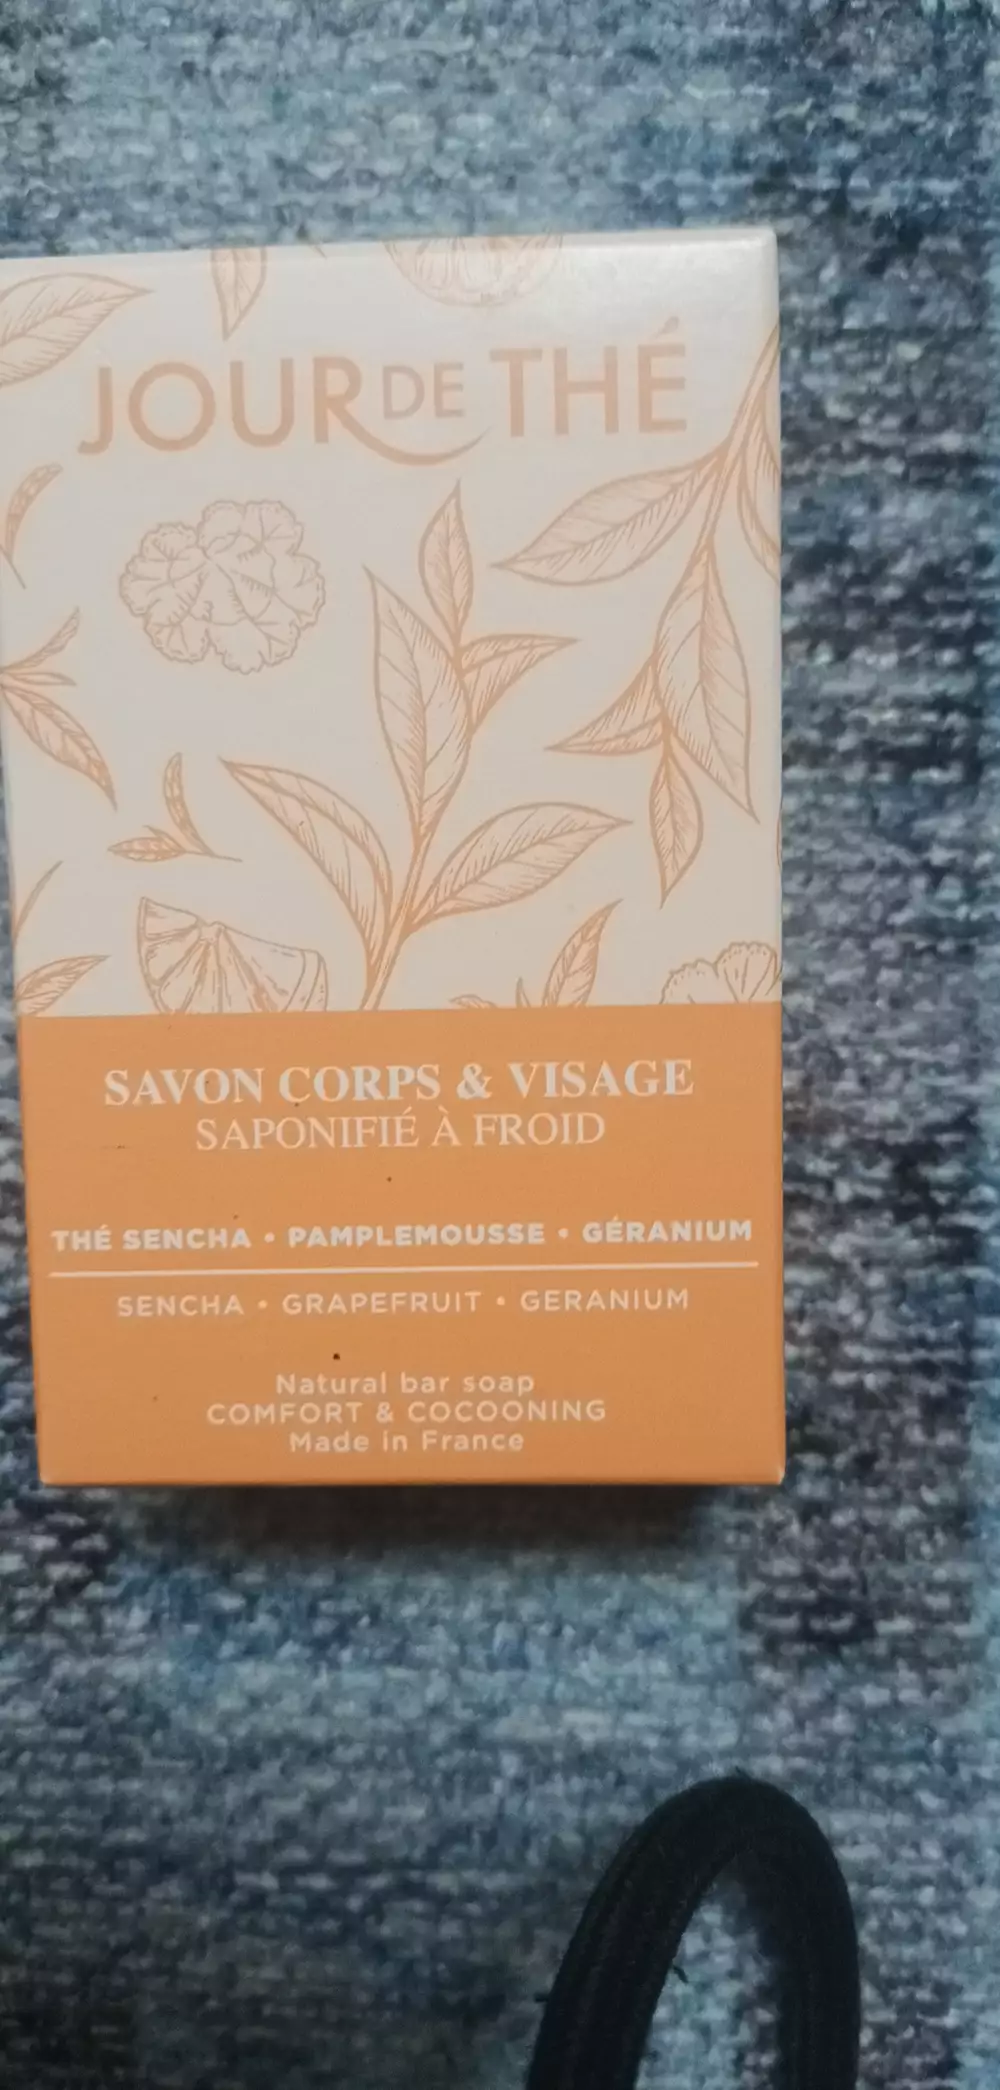 JOUR DE THÉ
SAVON CORPS & VISAGE
SAPONIFIÉ À FROID
THÉ SENCHA • PAMPLEMOUSSE • GÉRANIUM
SENCHA • GRAPEFRUIT • GERANIUM
Natural bar soap
COMFORT & COCOONING
Made in France